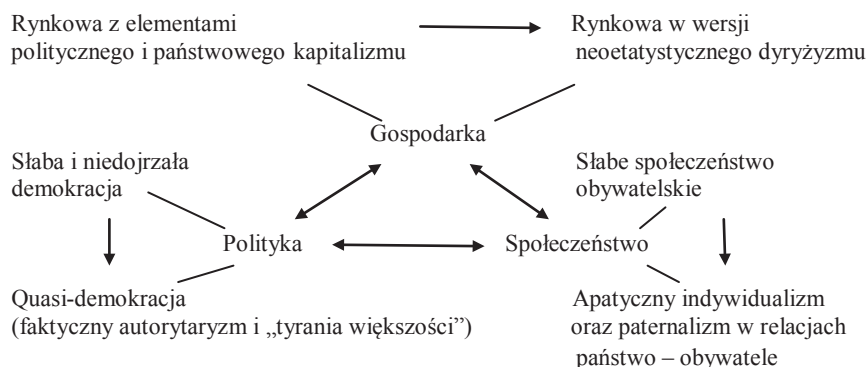 Rynkowa z elementami
politycznego i państwowego kapitalizmu
Rynkowa w wersji
neoetatystycznego dyryżyzmu
Gospodarka
Słaba i niedojrzała
demokracja
Słabe społeczeństwo
obywatelskie
Polityka
Społeczeństwo
Quasi-demokracja
(faktyczny autorytaryzm i „tyrania większości”)
Apatyczny indywidualizm
oraz paternalizm w relacjach
państwo – obywatele